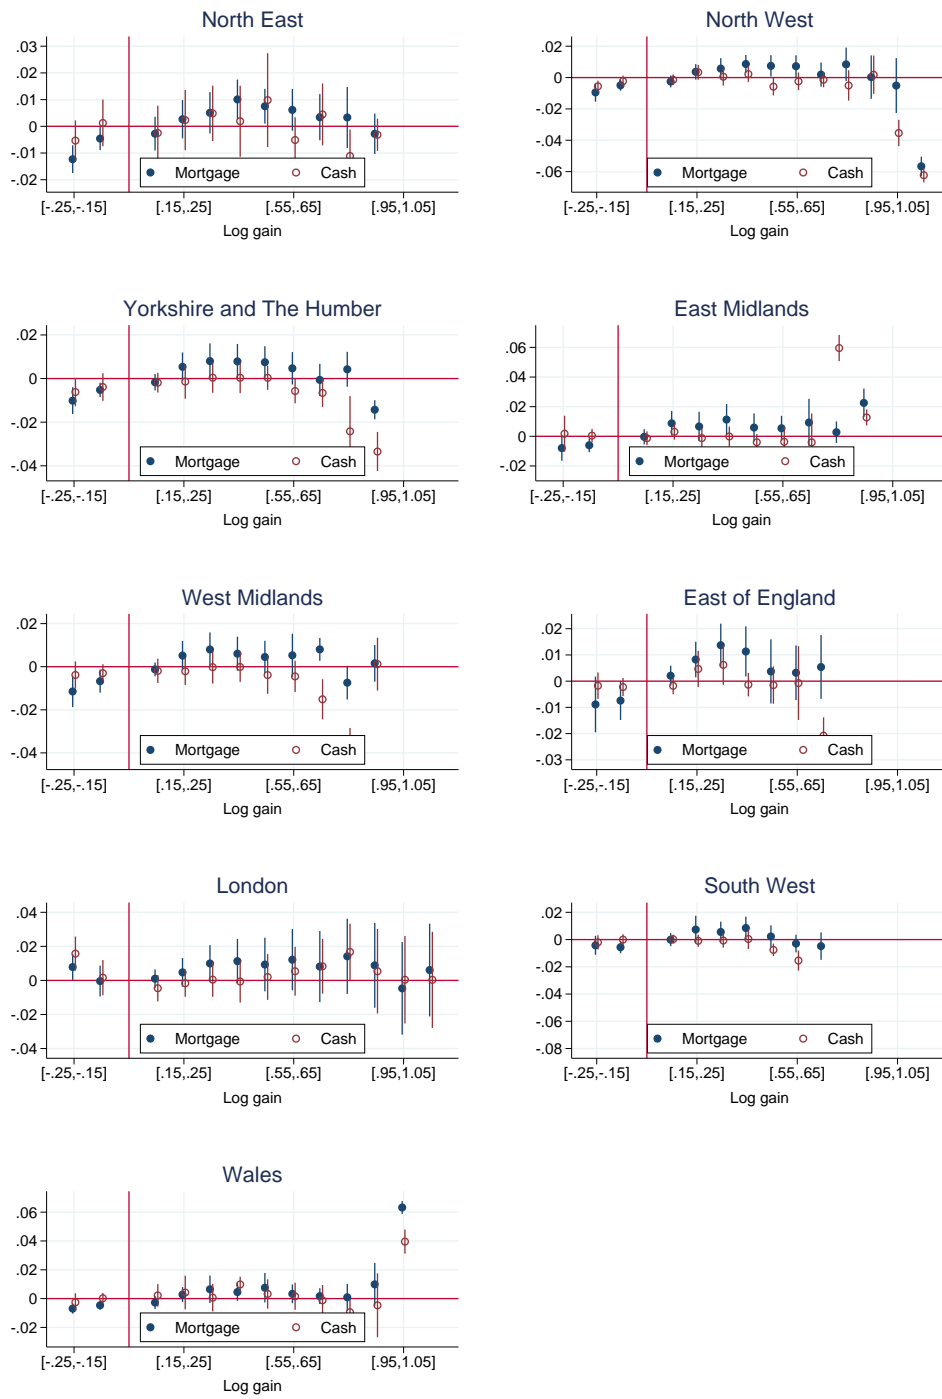 North East
.03
.02
.01
0
-.01
-.02
Mortgage Cash
[-.25,-.15] [.15,.25] [.55,.65] [.95,1.05]
Log gain
North West
.02
0
-.02
-.04
-.06
Mortgage Cash
[-.25,-.15] [.15,.25] [.55,.65] [.95,1.05]
Log gain
Yorkshire and The Humber
.02
0
-.02
-.04
Mortgage Cash
[-.25,-.15] [.15,.25] [.55,.65] [.95,1.05]
Log gain
East Midlands
.06
.04
.02
0
-.02
Mortgage Cash
[-.25,-.15] [.15,.25] [.55,.65] [.95,1.05]
Log gain
West Midlands
.02
0
-.02
-.04
Mortgage Cash
[-.25,-.15] [.15,.25] [.55,.65] [.95,1.05]
Log gain
East of England
.02
.01
0
-.01
-.02
-.03
Mortgage Cash
[-.25,-.15] [.15,.25] [.55,.65] [.95,1.05]
Log gain
London
.04
.02
0
-.02
-.04
Mortgage Cash
[-.25,-.15] [.15,.25] [.55,.65] [.95,1.05]
Log gain
South West
.02
0
-.02
-.04
-.06
-.08
Mortgage Cash
[-.25,-.15] [.15,.25] [.55,.65] [.95,1.05]
Log gain
Wales
.06
.04
.02
0
-.02
Mortgage Cash
[-.25,-.15] [.15,.25] [.55,.65] [.95,1.05]
Log gain